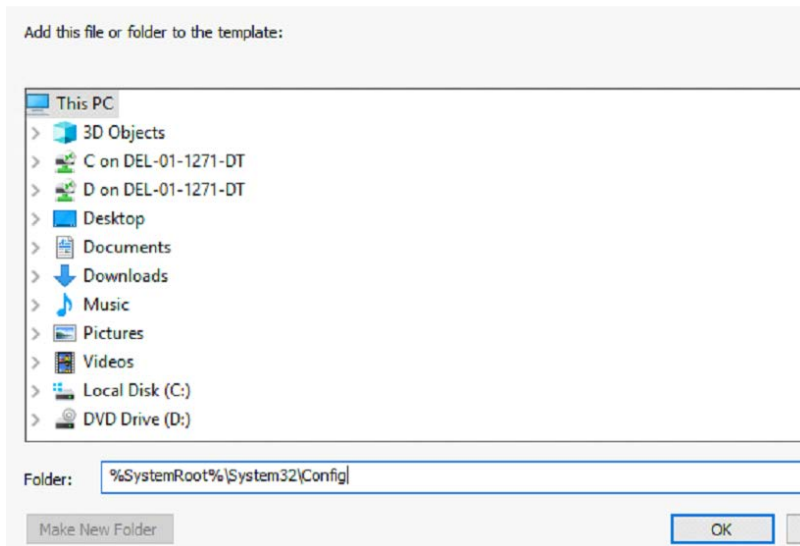 Add this file or folder to the template:
This PC
3D Objects
C on DEL-01-1271-DT
D on DEL-01-1271-DT
Desktop
Documents
Downloads
Music
Pictures
Videos
Local Disk (C:)
DVD Drive (D:)
Folder: %SystemRoot%\System32\Config
Make New Folder OK